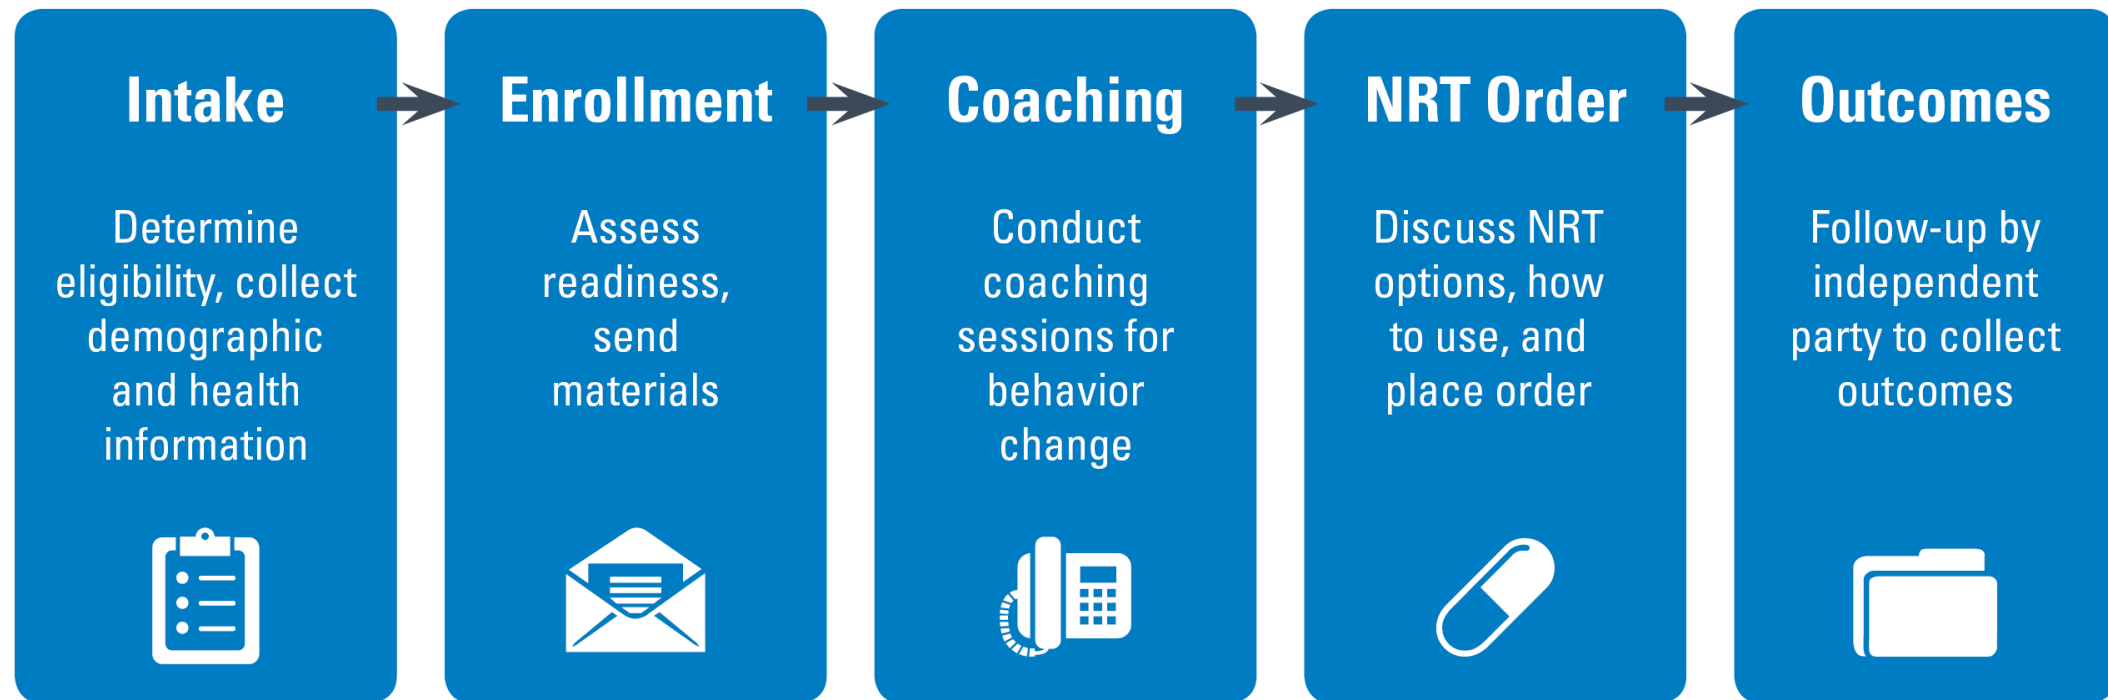 Intake
Determine
eligibility, collect
demographic
and health
information
Enrollment
Assess
readiness,
send
materials
Coaching
Conduct
coaching
sessions for
behavior
change
NRT Order
Discuss NRT
options, how
to use, and
place order
Outcomes
Follow-up by
independent
party to collect
outcomes